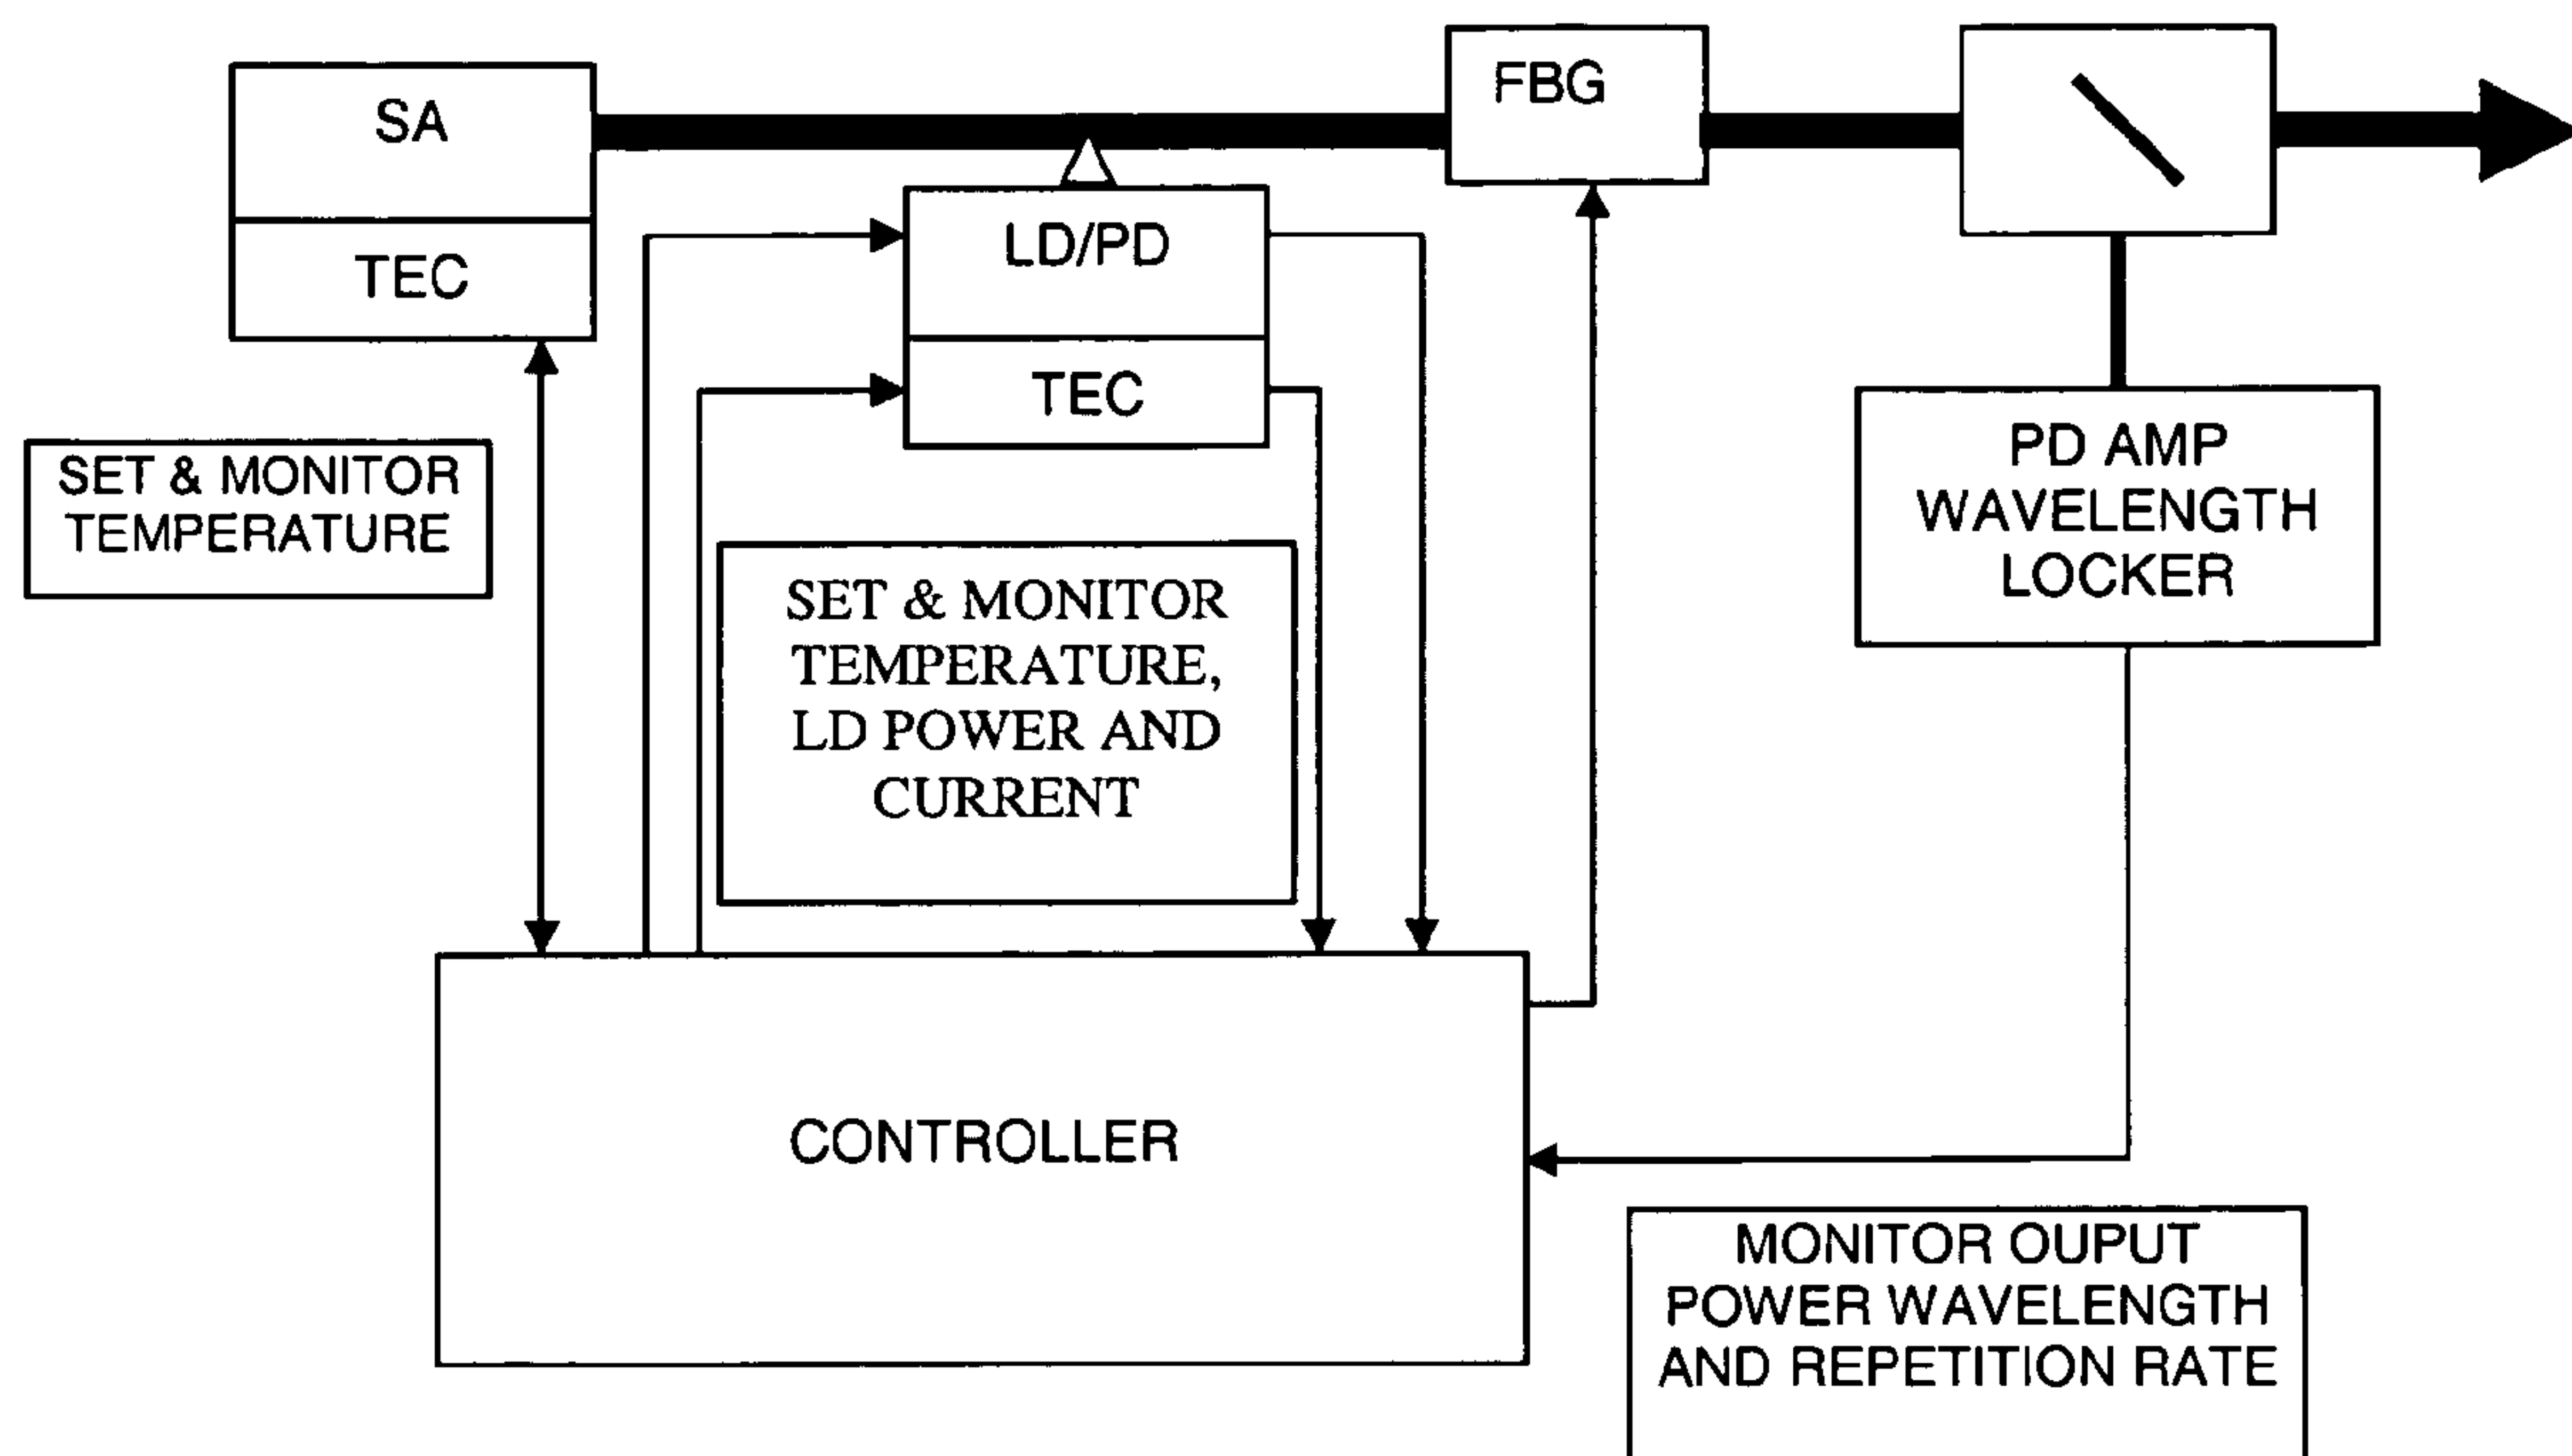 SA
TEC
FBG
LD/PD
TEC
SET & MONITOR
TEMPERATURE
SET & MONITOR
TEMPERATURE,
LD POWER AND
CURRENT
PD AMP
WAVELENGTH
LOCKER
CONTROLLER
MONITOR OUPUT
POWER WAVELENGTH
AND REPETITION RATE